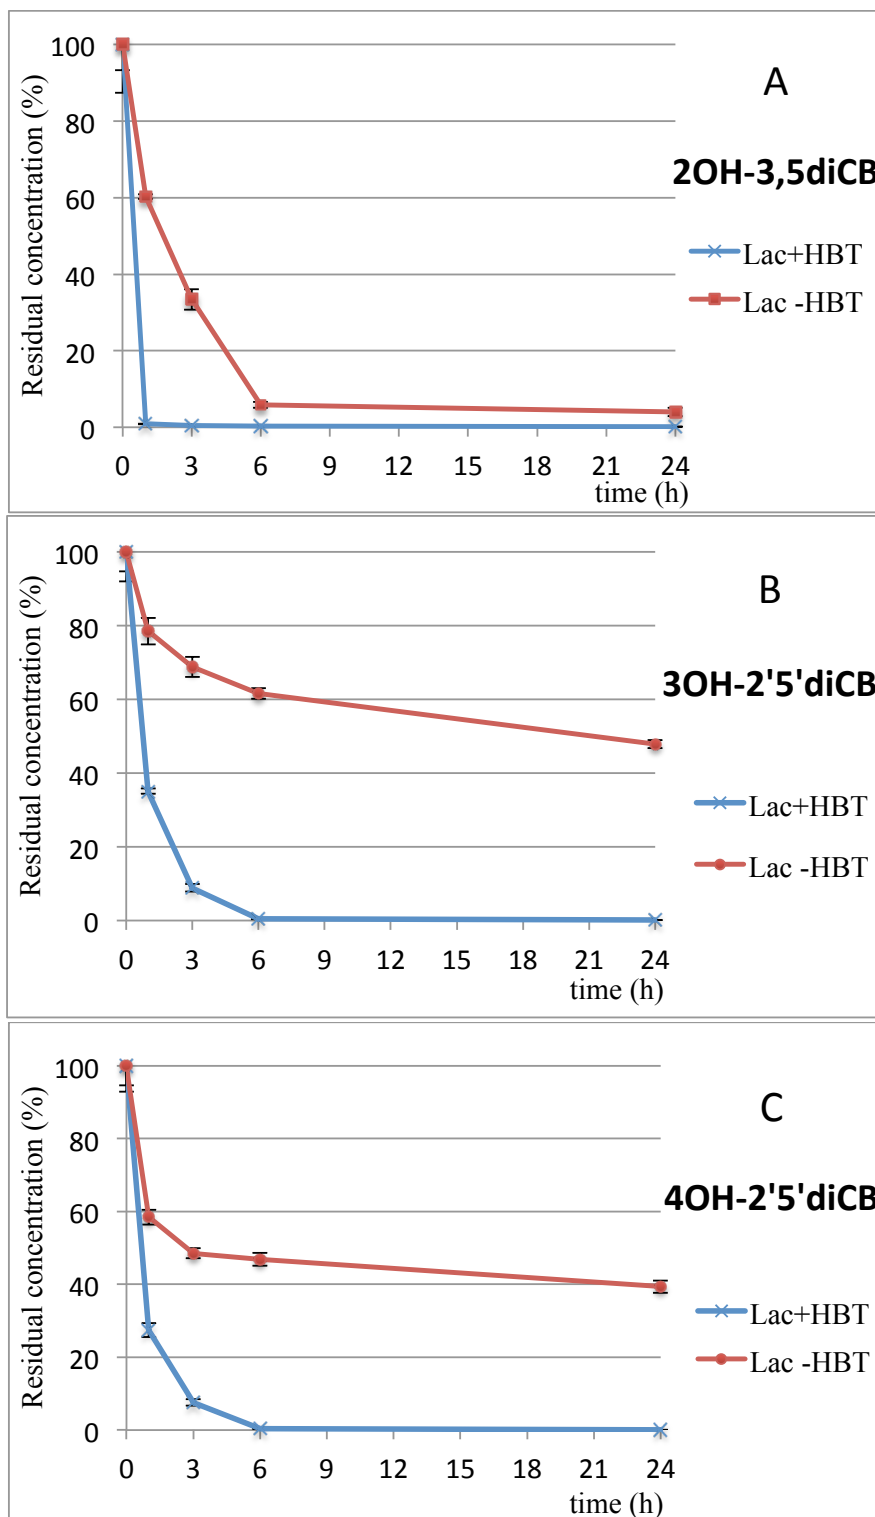 Residual concentration (%)
100
80
60
40
20
0
0 3 6 9 12 15 18 21 24
time (h)
A
2OH-3,5diCB
Lac+HBT
Lac -HBT
Residual concentration (%)
100
80
60
40
20
0
0 3 6 9 12 15 18 21 24
time (h)
B
3OH-2'5'diCB
Lac+HBT
Lac -HBT
Residual concentration (%)
100
80
60
40
20
0
0 3 6 9 12 15 18 21 24
time (h)
C
4OH-2'5'diCB
Lac+HBT
Lac -HBT